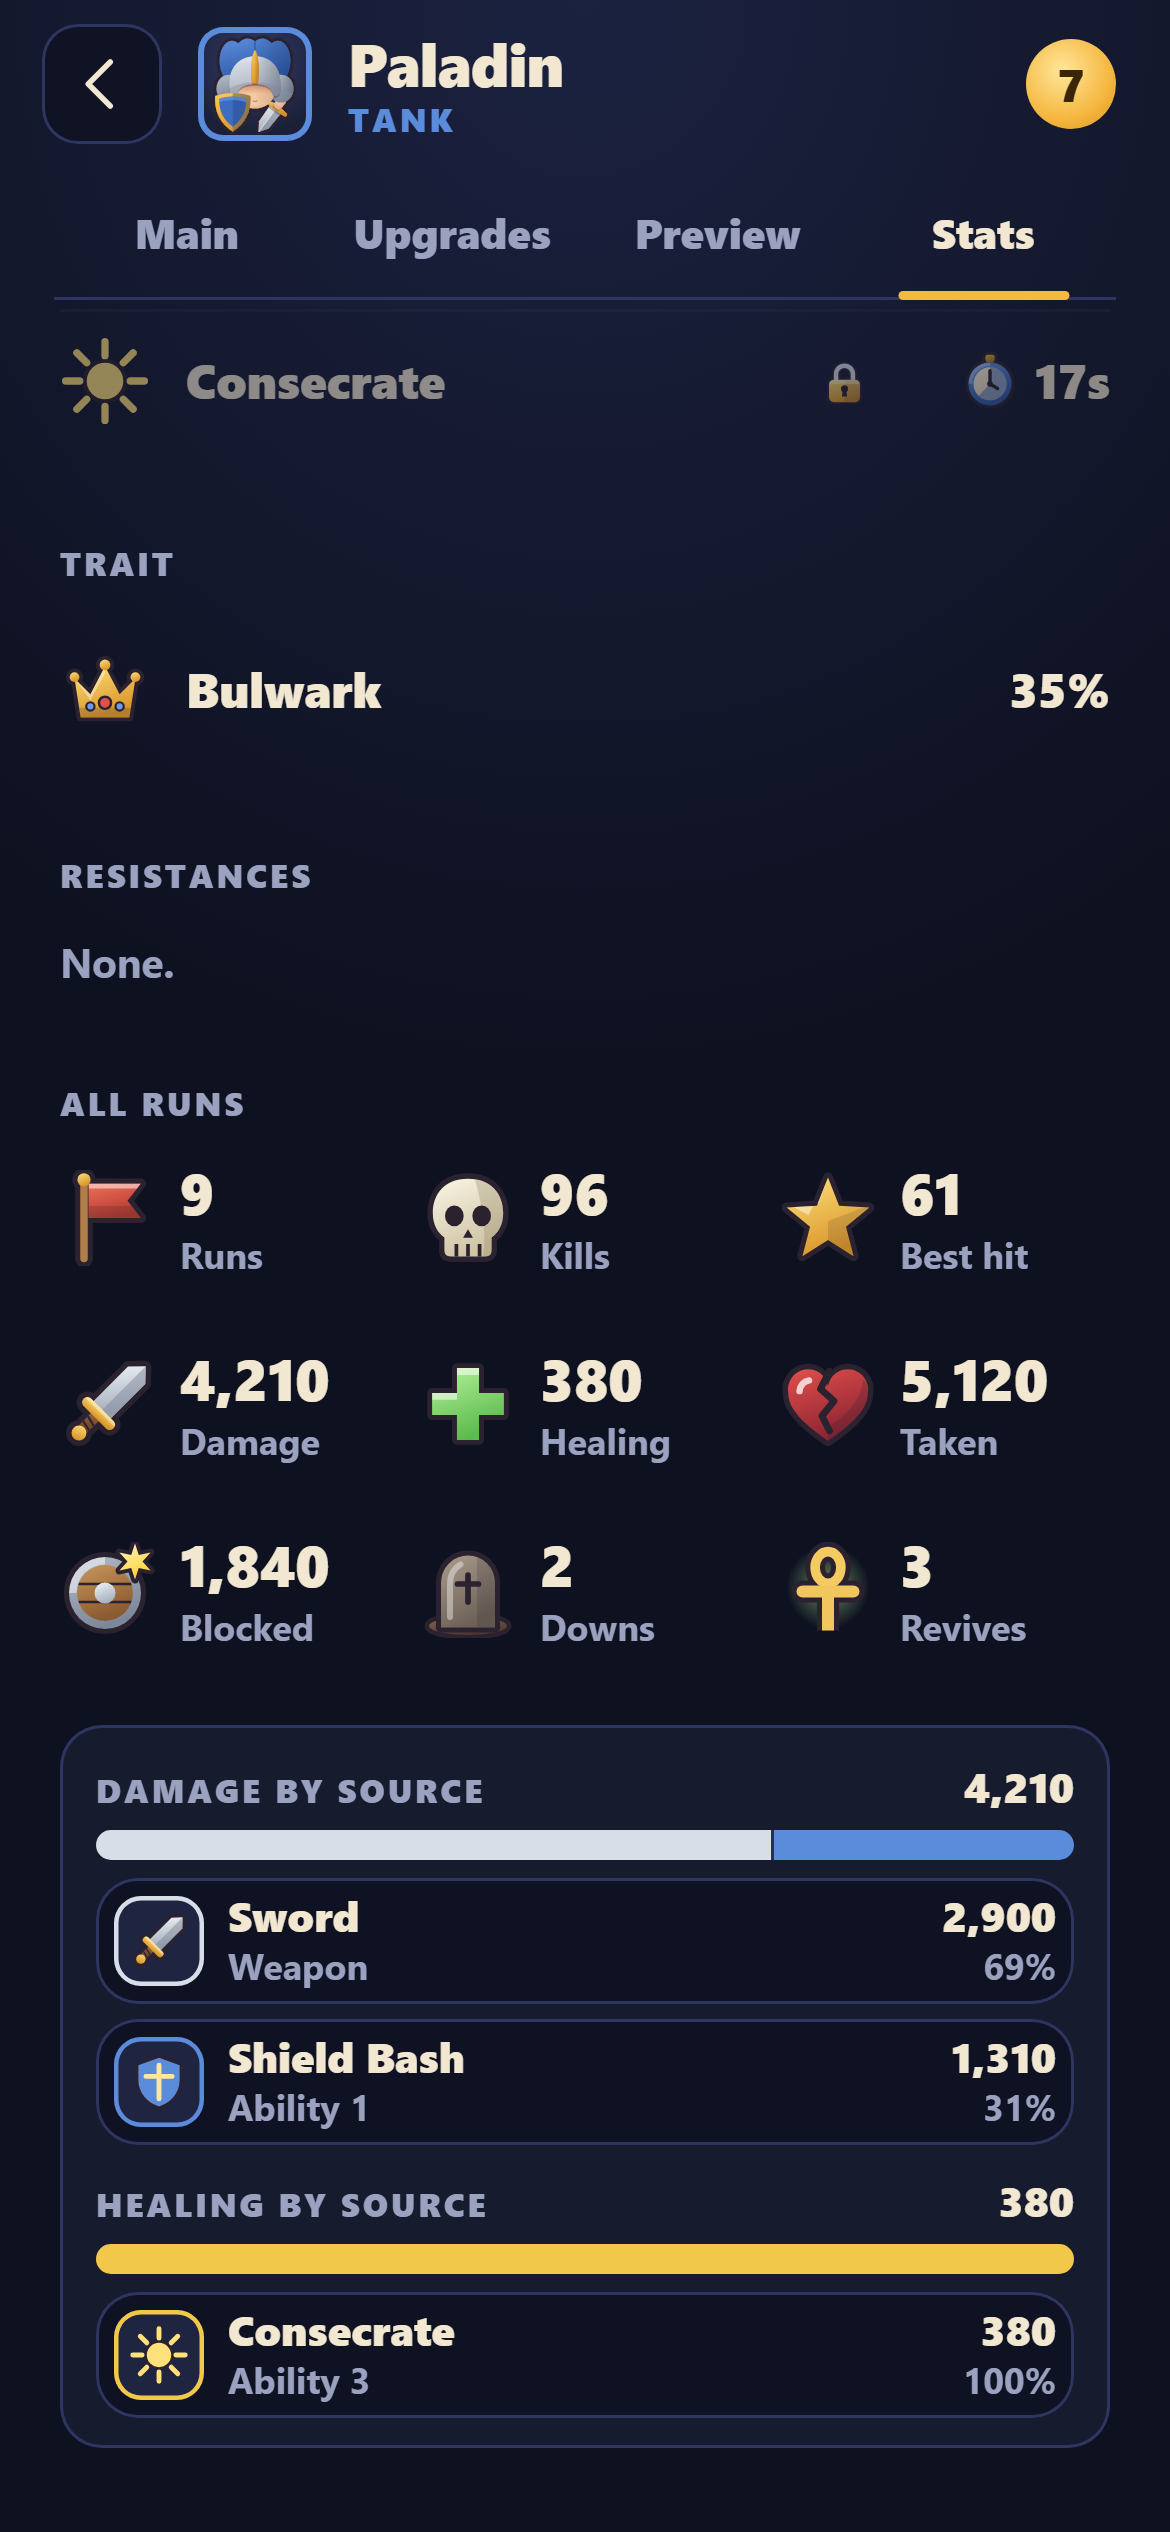 Paladin
TANK
7
Main Upgrades Preview Stats
Consecrate 17s
TRAIT
Bulwark 35%
RESISTANCES
None.
ALL RUNS
9 96 61
Runs Kills Best hit
4,210 380 5,120
Damage Healing Taken
1,840 2 3
Blocked Downs Revives
DAMAGE BY SOURCE 4,210
Sword 2,900
Weapon 69%
Shield Bash 1,310
Ability 1 31%
HEALING BY SOURCE 380
Consecrate 380
Ability 3 100%